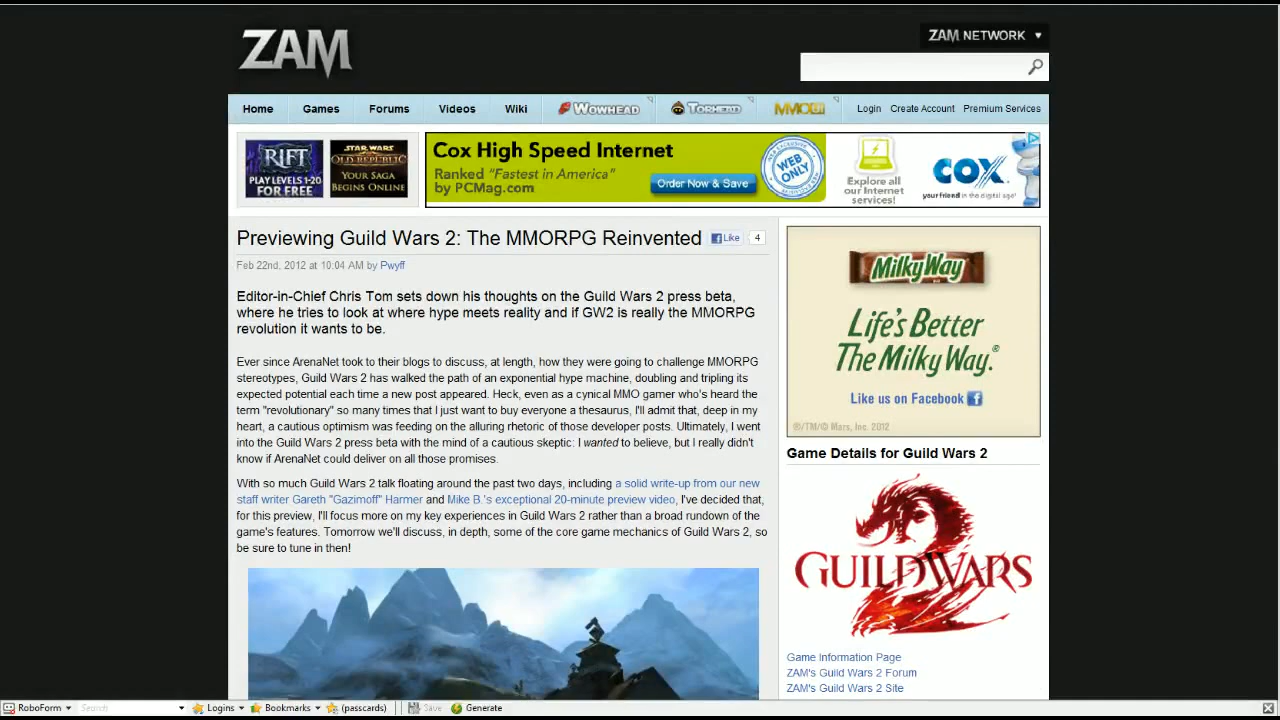 ZAM
ZAM NETWORK
Home Games Forums Videos Wiki WOWHEAD TORHEAD MMOUI Login Create Account Premium Services
RIFT
PLAY LEVELS 1-20
FOR FREE
STAR WARS
THE OLD REPUBLIC
YOUR SAGA
BEGINS ONLINE
Cox High Speed Internet
Ranked "Fastest in America"
by PCMag.com
Order Now & Save
WEB ONLY
Explore all
our Internet
services!
COX
your friend in the digital age®
Previewing Guild Wars 2: The MMORPG Reinvented Like 4
Feb 22nd, 2012 at 10:04 AM by Pwyff
Editor-in-Chief Chris Tom sets down his thoughts on the Guild Wars 2 press beta,
where he tries to look at where hype meets reality and if GW2 is really the MMORPG
revolution it wants to be.
Ever since ArenaNet took to their blogs to discuss, at length, how they were going to challenge MMORPG
stereotypes, Guild Wars 2 has walked the path of an exponential hype machine, doubling and tripling its
expected potential each time a new post appeared. Heck, even as a cynical MMO gamer who's heard the
term "revolutionary" so many times that I just want to buy everyone a thesaurus, I'll admit that, deep in my
heart, a cautious optimism was feeding on the alluring rhetoric of those developer posts. Ultimately, I went
into the Guild Wars 2 press beta with the mind of a cautious skeptic: I wanted to believe, but I really didn't
know if ArenaNet could deliver on all those promises.
With so much Guild Wars 2 talk floating around the past two days, including a solid write-up from our new
staff writer Gareth "Gazimoff" Harmer and Mike B.'s exceptional 20-minute preview video, I've decided that,
for this preview, I'll focus more on my key experiences in Guild Wars 2 rather than a broad rundown of the
game's features. Tomorrow we'll discuss, in depth, some of the core game mechanics of Guild Wars 2, so
be sure to tune in then!
Milky Way
Life's Better
The Milky Way.®
Like us on Facebook
®/TM/© Mars, Inc. 2012
Game Details for Guild Wars 2
GUILD WARS
Game Information Page
ZAM's Guild Wars 2 Forum
ZAM's Guild Wars 2 Site
RoboForm Search Logins Bookmarks (passcards) Save Generate